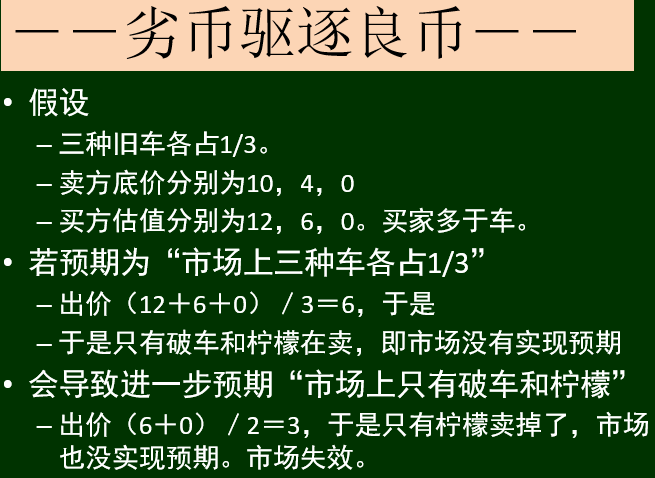 ——劣币驱逐良币——
• 假设
– 三种旧车各占1/3。
– 卖方底价分别为10，4，0
– 买方估值分别为12，6，0。买家多于车。
• 若预期为“市场上三种车各占1/3”
– 出价（12＋6＋0）／3＝6，于是
– 于是只有破车和柠檬在卖，即市场没有实现预期
• 会导致进一步预期“市场上只有破车和柠檬”
– 出价（6＋0）／2＝3，于是只有柠檬卖掉了，市场
也没实现预期。市场失效。